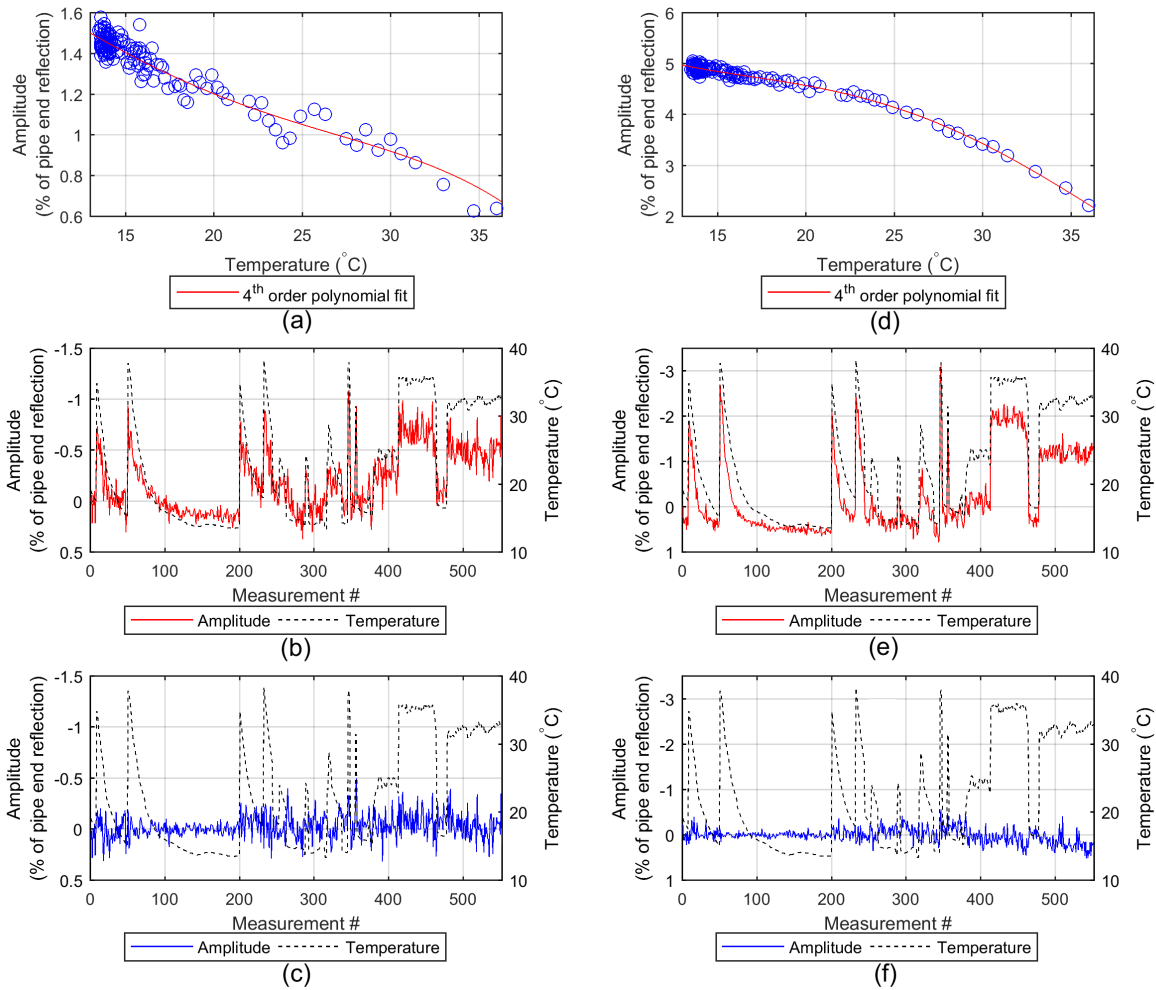 1.6
1.4
1.2
1
0.8
0.6
Amplitude
(% of pipe end reflection)
15
20
25
30
35
Temperature (°C)
4th order polynomial fit
(a)
6
5
4
3
2
Amplitude
(% of pipe end reflection)
15
20
25
30
35
Temperature (°C)
4th order polynomial fit
(d)
-1.5
-1
-0.5
0
0.5
Amplitude
(% of pipe end reflection)
40
30
20
10
Temperature (°C)
0
100
200
300
400
500
Measurement #
Amplitude
Temperature
(b)
-3
-2
-1
0
1
Amplitude
(% of pipe end reflection)
40
30
20
10
Temperature (°C)
0
100
200
300
400
500
Measurement #
Amplitude
Temperature
(e)
-1.5
-1
-0.5
0
0.5
Amplitude
(% of pipe end reflection)
40
30
20
10
Temperature (°C)
0
100
200
300
400
500
Measurement #
Amplitude
Temperature
(c)
-3
-2
-1
0
1
Amplitude
(% of pipe end reflection)
40
30
20
10
Temperature (°C)
0
100
200
300
400
500
Measurement #
Amplitude
Temperature
(f)